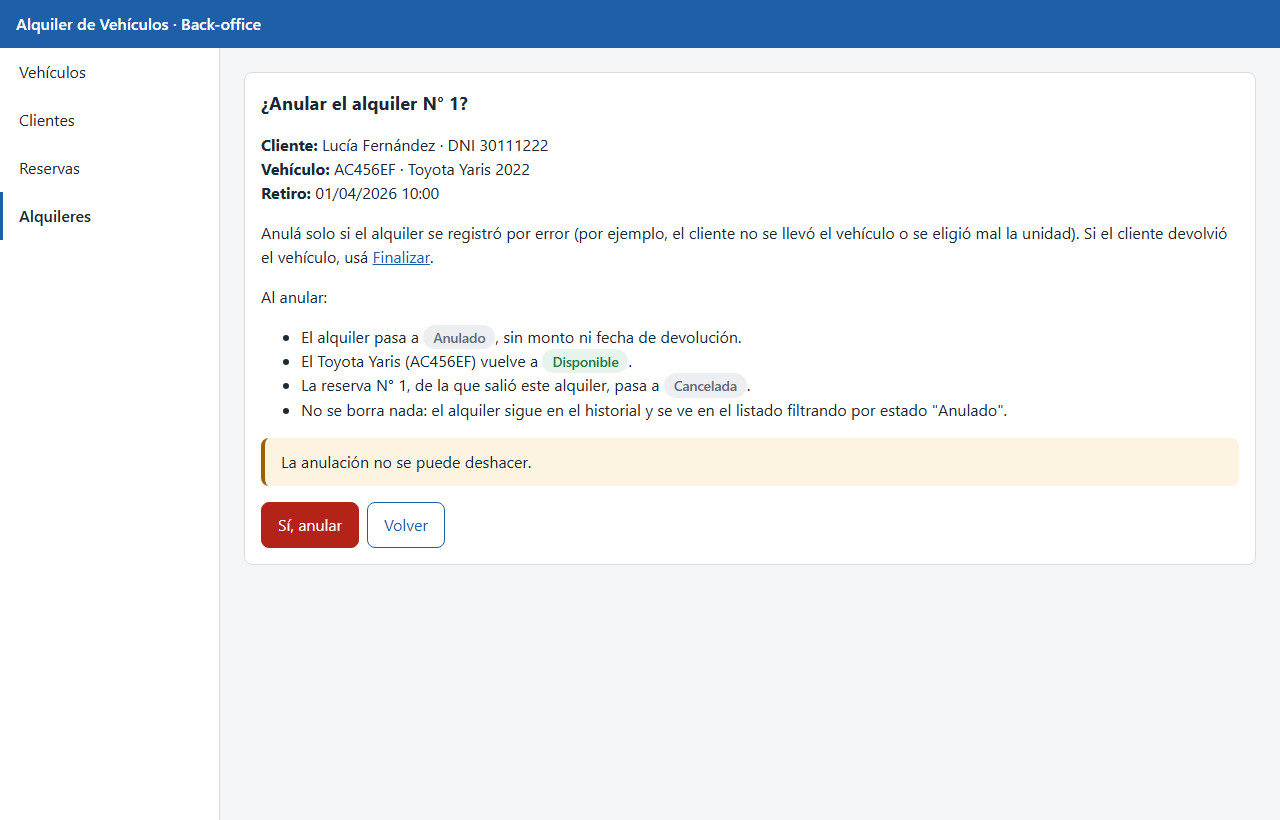 Alquiler de Vehículos · Back-office
Vehículos
Clientes
Reservas
Alquileres
¿Anular el alquiler N° 1?
Cliente: Lucía Fernández · DNI 30111222
Vehículo: AC456EF · Toyota Yaris 2022
Retiro: 01/04/2026 10:00
Anulá solo si el alquiler se registró por error (por ejemplo, el cliente no se llevó el vehículo o se eligió mal la unidad). Si el cliente devolvió
el vehículo, usá Finalizar.
Al anular:
• El alquiler pasa a Anulado, sin monto ni fecha de devolución.
• El Toyota Yaris (AC456EF) vuelve a Disponible.
• La reserva N° 1, de la que salió este alquiler, pasa a Cancelada.
• No se borra nada: el alquiler sigue en el historial y se ve en el listado filtrando por estado "Anulado".
La anulación no se puede deshacer.
Sí, anular
Volver